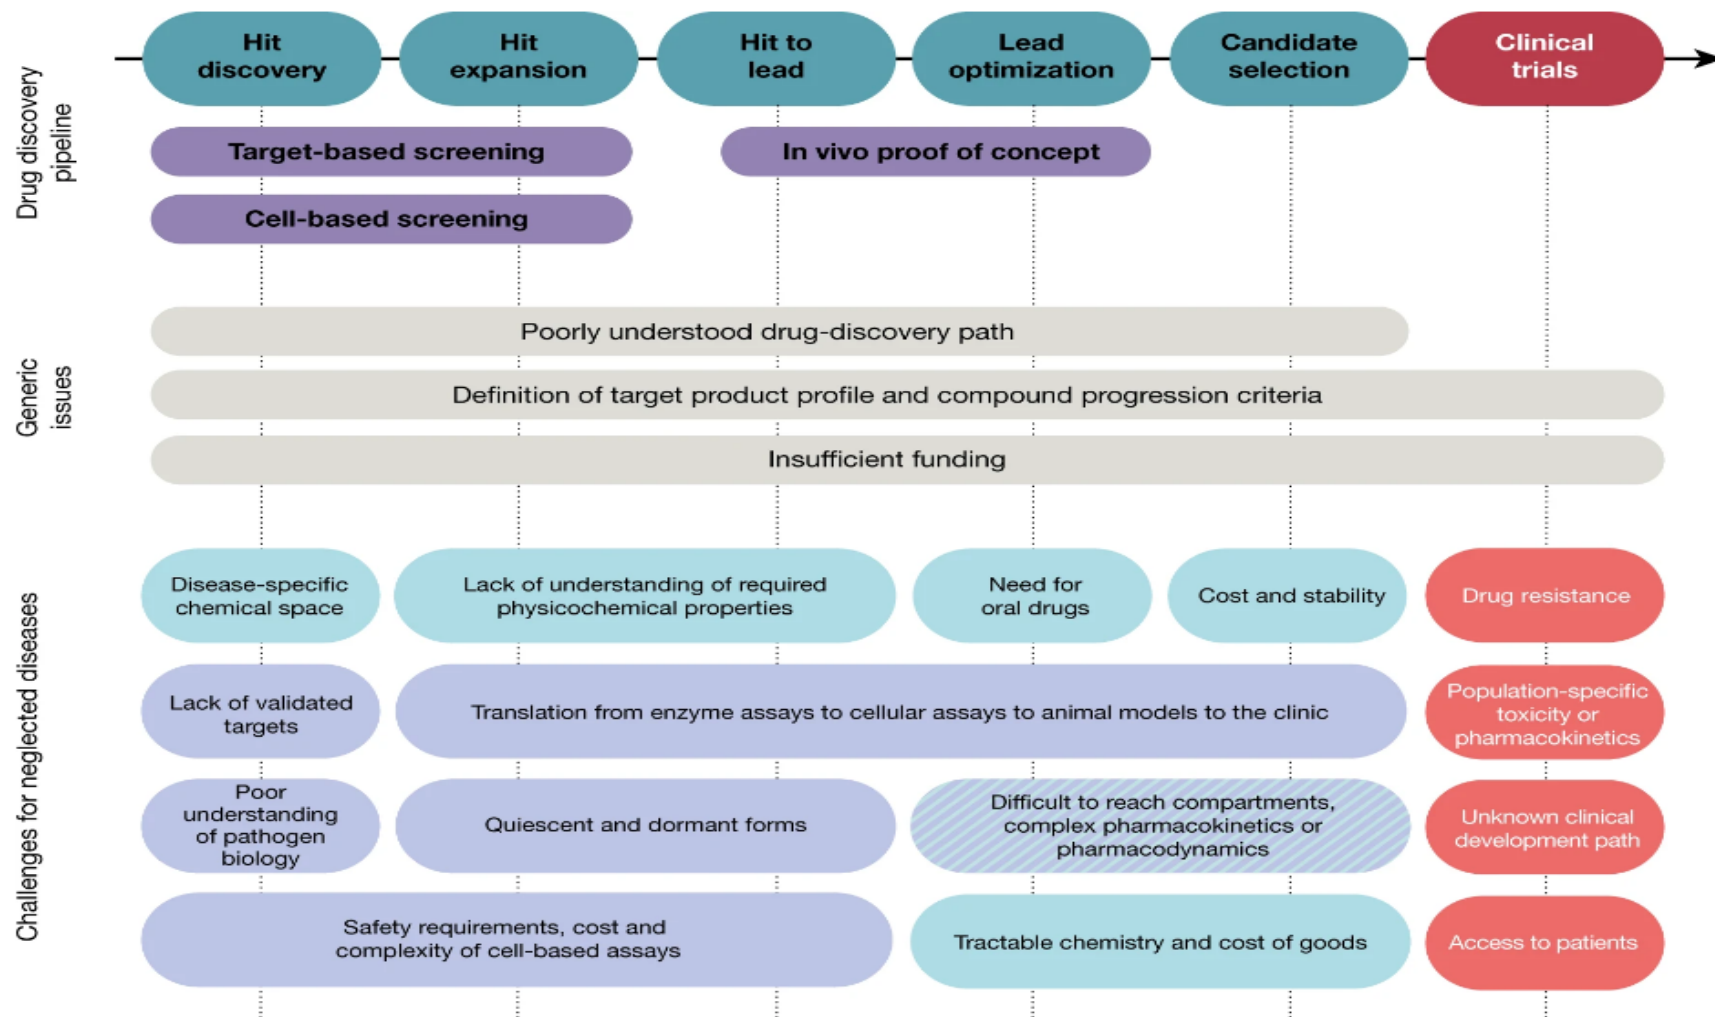 Drug discovery
pipeline
Hit
discovery
Hit
expansion
Hit to
lead
Lead
optimization
Candidate
selection
Clinical
trials
Target-based screening
In vivo proof of concept
Cell-based screening
Generic
issues
Poorly understood drug-discovery path
Definition of target product profile and compound progression criteria
Insufficient funding
Challenges for neglected diseases
Disease-specific
chemical space
Lack of understanding of required
physicochemical properties
Need for
oral drugs
Cost and stability
Drug resistance
Lack of validated
targets
Translation from enzyme assays to cellular assays to animal models to the clinic
Population-specific
toxicity or
pharmacokinetics
Poor
understanding
of pathogen
biology
Quiescent and dormant forms
Difficult to reach compartments,
complex pharmacokinetics or
pharmacodynamics
Unknown clinical
development path
Safety requirements, cost and
complexity of cell-based assays
Tractable chemistry and cost of goods
Access to patients